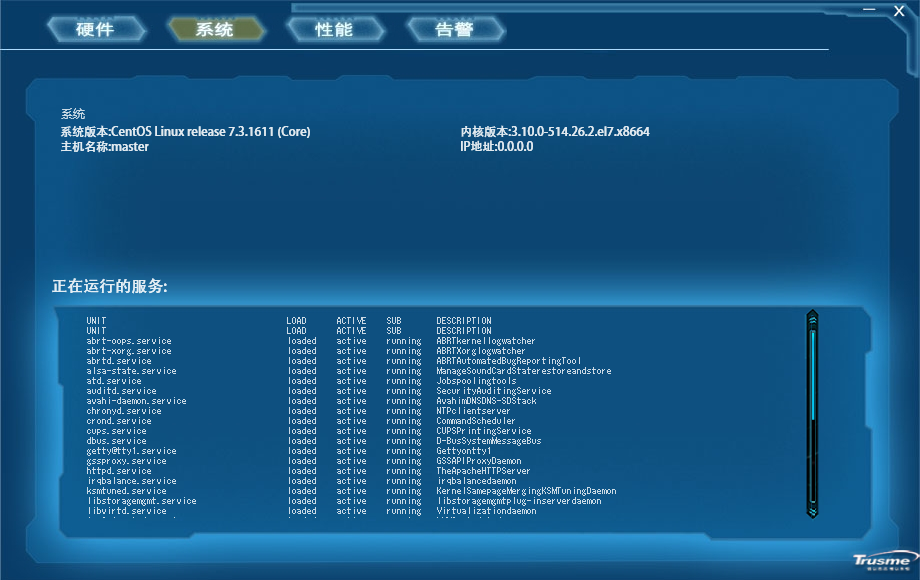 硬件 系统 性能 告警
系统
系统版本:CentOS Linux release 7.3.1611 (Core) 内核版本:3.10.0-514.26.2.el7.x8664
主机名称:master IP地址:0.0.0.0
正在运行的服务:
UNIT LOAD ACTIVE SUB DESCRIPTION
UNIT LOAD ACTIVE SUB DESCRIPTION
abrt-oops.service loaded active running ABRTkernellogwatcher
abrt-xorg.service loaded active running ABRTXorglogwatcher
abrtd.service loaded active running ABRTAutomatedBugReportingTool
alsa-state.service loaded active running ManageSoundCardStaterestoreandstore
atd.service loaded active running Jobspoolingtools
auditd.service loaded active running SecurityAuditingService
avahi-daemon.service loaded active running AvahimDNSDNS-SDStack
chronyd.service loaded active running NTPclientserver
crond.service loaded active running CommandScheduler
cups.service loaded active running CUPSPrintingService
dbus.service loaded active running D-BusSystemMessageBus
getty@tty1.service loaded active running Gettyontty1
gssproxy.service loaded active running GSSAPIProxyDaemon
httpd.service loaded active running TheApacheHTTPServer
irqbalance.service loaded active running irqbalancedaemon
ksmtuned.service loaded active running KernelSamepageMergingKSMTuningDaemon
libstoragemgmt.service loaded active running libstoragemgmtplug-inserverdaemon
libvirtd.service loaded active running Virtualizationdaemon
Trusme